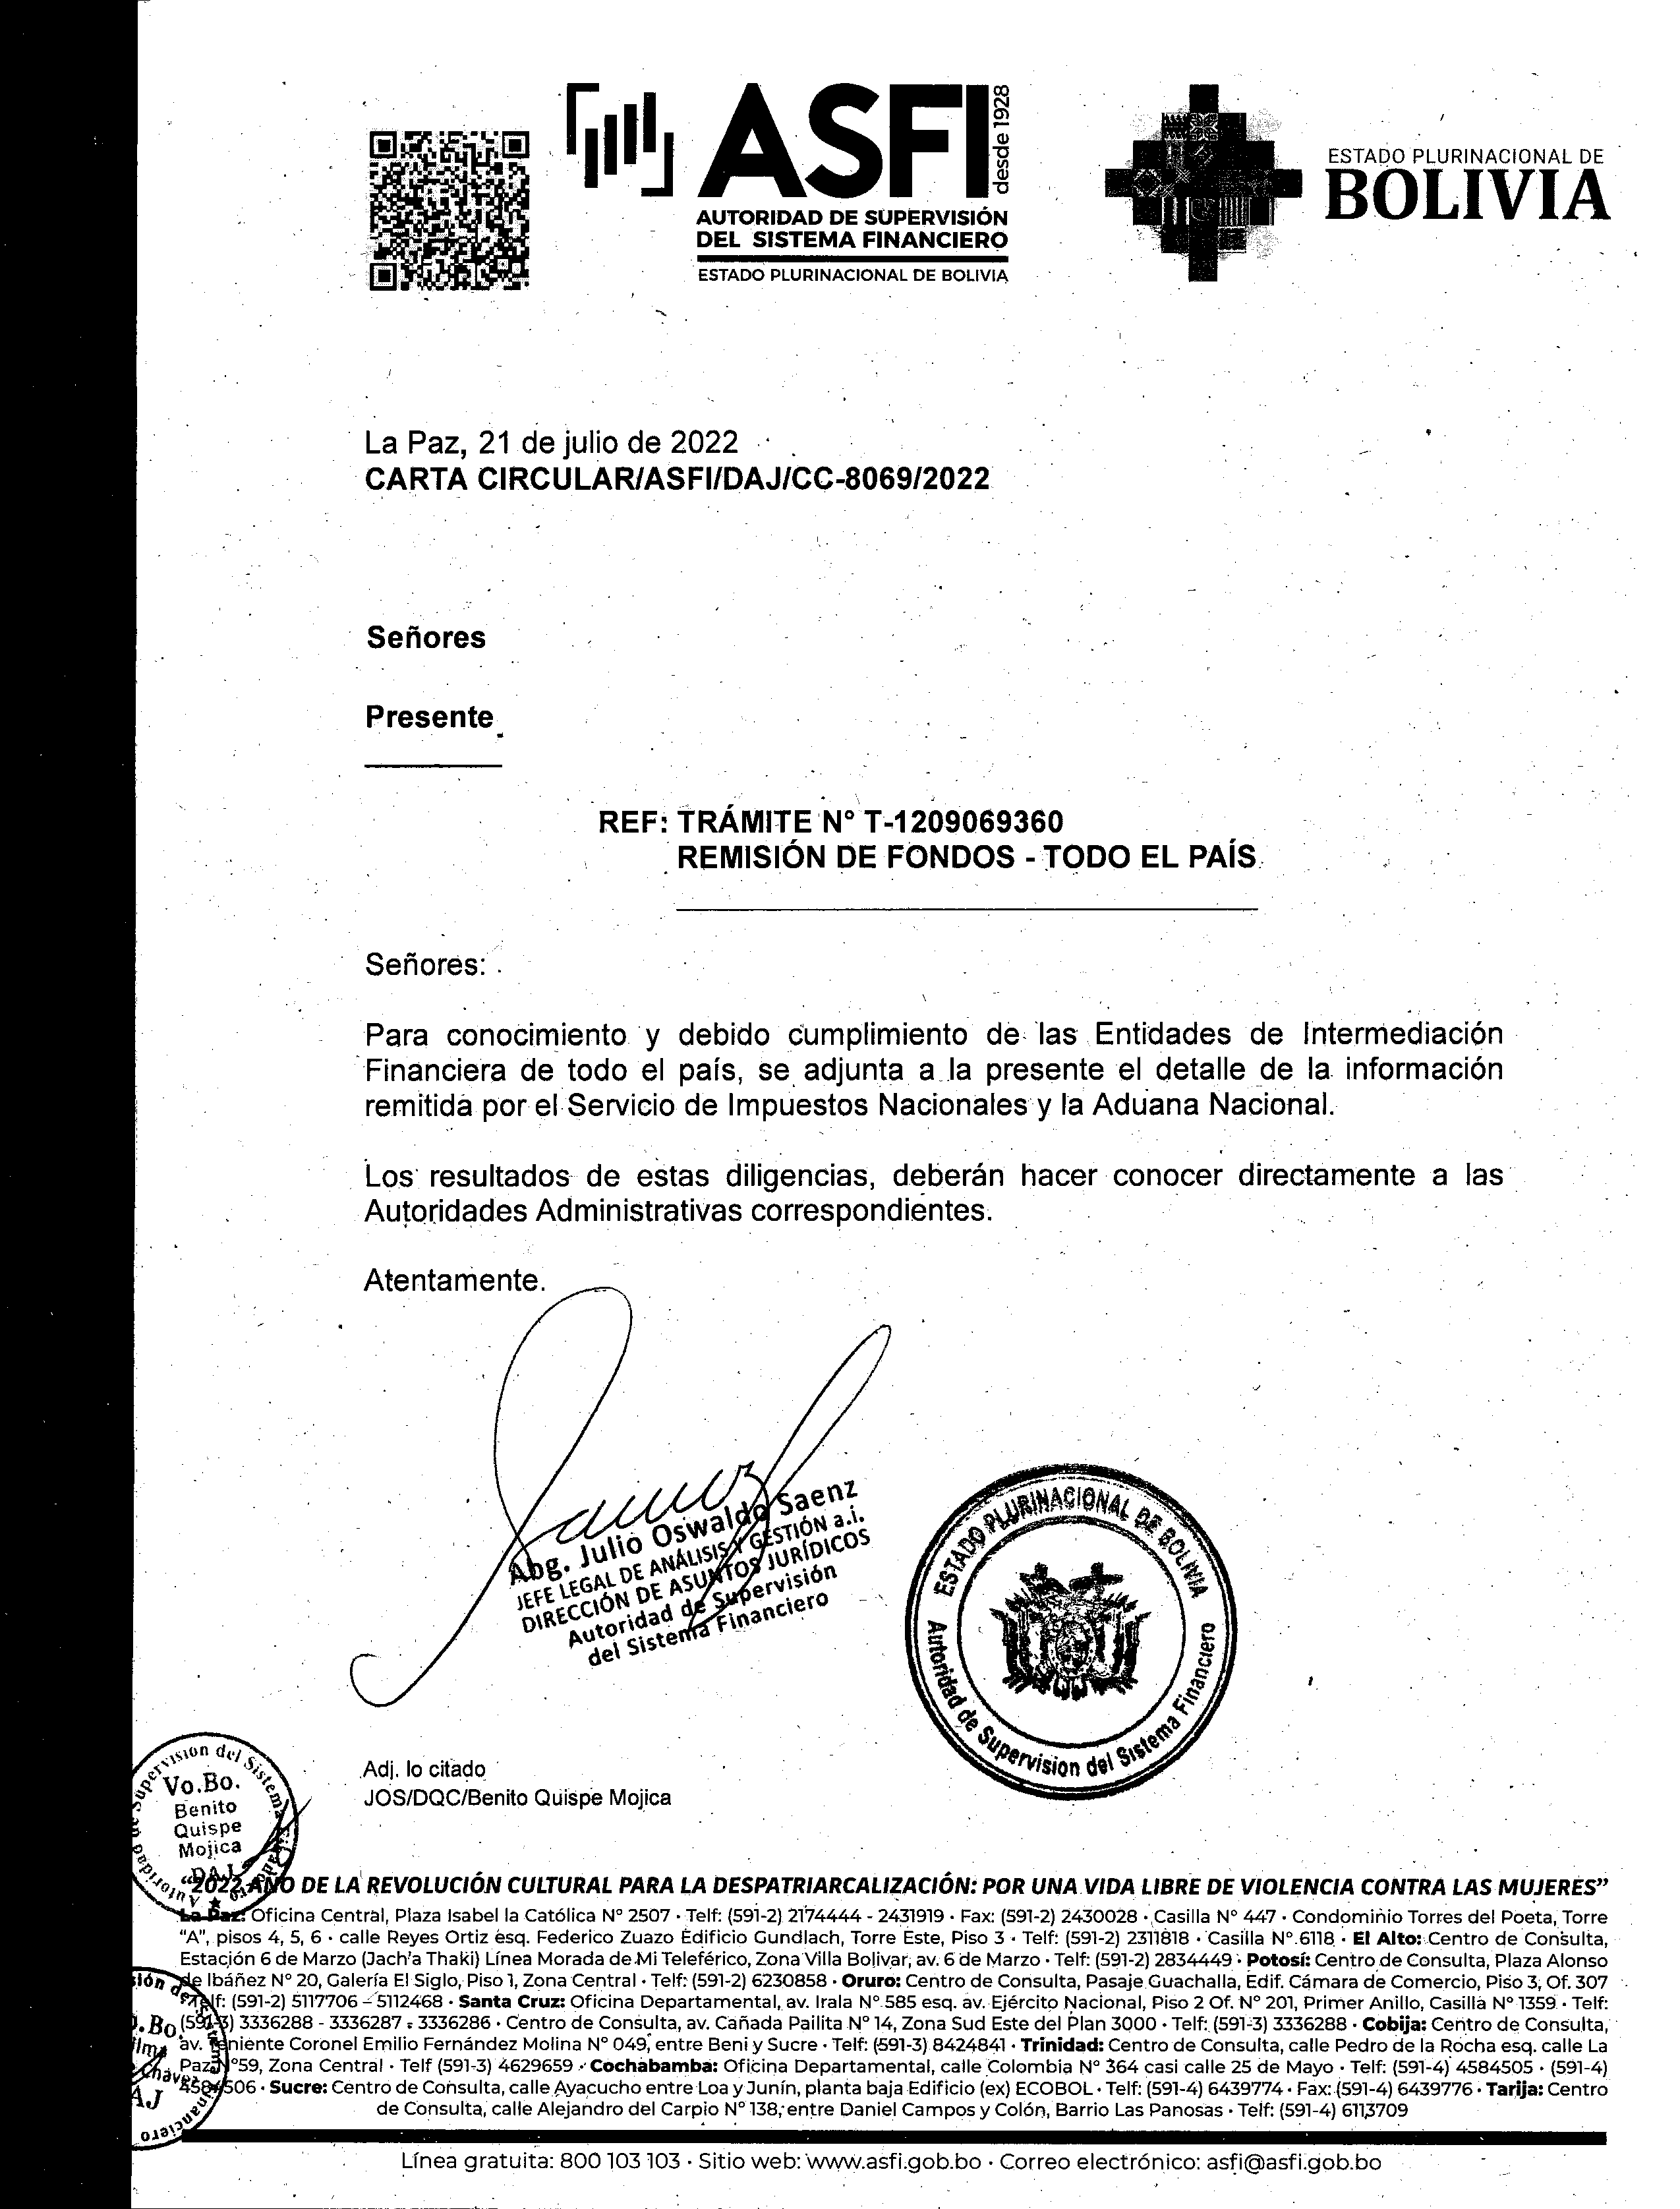 ASFI
desde 1928
AUTORIDAD DE SUPERVISIÓN
DEL SISTEMA FINANCIERO
ESTADO PLURINACIONAL DE BOLIVIA
ESTADO PLURINACIONAL DE
BOLIVIA
La Paz, 21 de julio de 2022
CARTA CIRCULAR/ASFI/DAJ/CC-8069/2022
Señores
Presente
REF: TRÁMITE N° T-1209069360
REMISIÓN DE FONDOS - TODO EL PAÍS
Señores:
Para conocimiento y debido cumplimiento de las Entidades de Intermediación
Financiera de todo el país, se adjunta a la presente el detalle de la información
remitida por el Servicio de Impuestos Nacionales y la Aduana Nacional.
Los resultados de estas diligencias, deberán hacer conocer directamente a las
Autoridades Administrativas correspondientes.
Atentamente.
Abg. Julio Oswaldo Saenz
JEFE LEGAL DE ANÁLISIS Y GESTIÓN a.i.
DIRECCIÓN DE ASUNTOS JURÍDICOS
Autoridad de Supervisión
del Sistema Financiero
ESTADO PLURINACIONAL DE BOLIVIA
Autoridad de Supervision del Sistema Financiero
Adj. lo citado
JOS/DQC/Benito Quispe Mojica
Vo.Bo.
Benito
Quispe
Mojica
DAJ
"2022 AÑO DE LA REVOLUCIÓN CULTURAL PARA LA DESPATRIARCALIZACIÓN: POR UNA VIDA LIBRE DE VIOLENCIA CONTRA LAS MUJERES"
La Paz: Oficina Central, Plaza Isabel la Católica N° 2507 · Telf: (591-2) 2174444 - 2431919 · Fax: (591-2) 2430028 · Casilla N° 447 · Condominio Torres del Poeta, Torre
"A", pisos 4, 5, 6 · calle Reyes Ortiz esq. Federico Zuazo Edificio Gundlach, Torre Este, Piso 3 · Telf: (591-2) 2311818 · Casilla N° 6118 · El Alto: Centro de Consulta,
Estación 6 de Marzo (Jach'a Thaki) Línea Morada de Mi Teleférico, Zona Villa Bolivar, av. 6 de Marzo · Telf: (591-2) 2834449 · Potosí: Centro de Consulta, Plaza Alonso
de Ibáñez N° 20, Galería El Siglo, Piso 1, Zona Central · Telf: (591-2) 6230858 · Oruro: Centro de Consulta, Pasaje Guachalla, Edif. Cámara de Comercio, Piso 3, Of. 307
Telf: (591-2) 5117706 – 5112468 · Santa Cruz: Oficina Departamental, av. Irala N° 585 esq. av. Ejército Nacional, Piso 2 Of. N° 201, Primer Anillo, Casilla N° 1359 · Telf:
(591-3) 3336288 - 3336287 - 3336286 · Centro de Consulta, av. Cañada Pailita N° 14, Zona Sud Este del Plan 3000 · Telf: (591-3) 3336288 · Cobija: Centro de Consulta,
av. Teniente Coronel Emilio Fernández Molina N° 049, entre Beni y Sucre · Telf: (591-3) 8424841 · Trinidad: Centro de Consulta, calle Pedro de la Rocha esq. calle La
Paz N°59, Zona Central · Telf (591-3) 4629659 · Cochabamba: Oficina Departamental, calle Colombia N° 364 casi calle 25 de Mayo · Telf: (591-4) 4584505 · (591-4)
4584506 · Sucre: Centro de Consulta, calle Ayacucho entre Loa y Junín, planta baja Edificio (ex) ECOBOL · Telf: (591-4) 6439774 · Fax: (591-4) 6439776 · Tarija: Centro
de Consulta, calle Alejandro del Carpio N° 138, entre Daniel Campos y Colón, Barrio Las Panosas · Telf: (591-4) 6113709
Línea gratuita: 800 103 103 · Sitio web: www.asfi.gob.bo · Correo electrónico: asfi@asfi.gob.bo